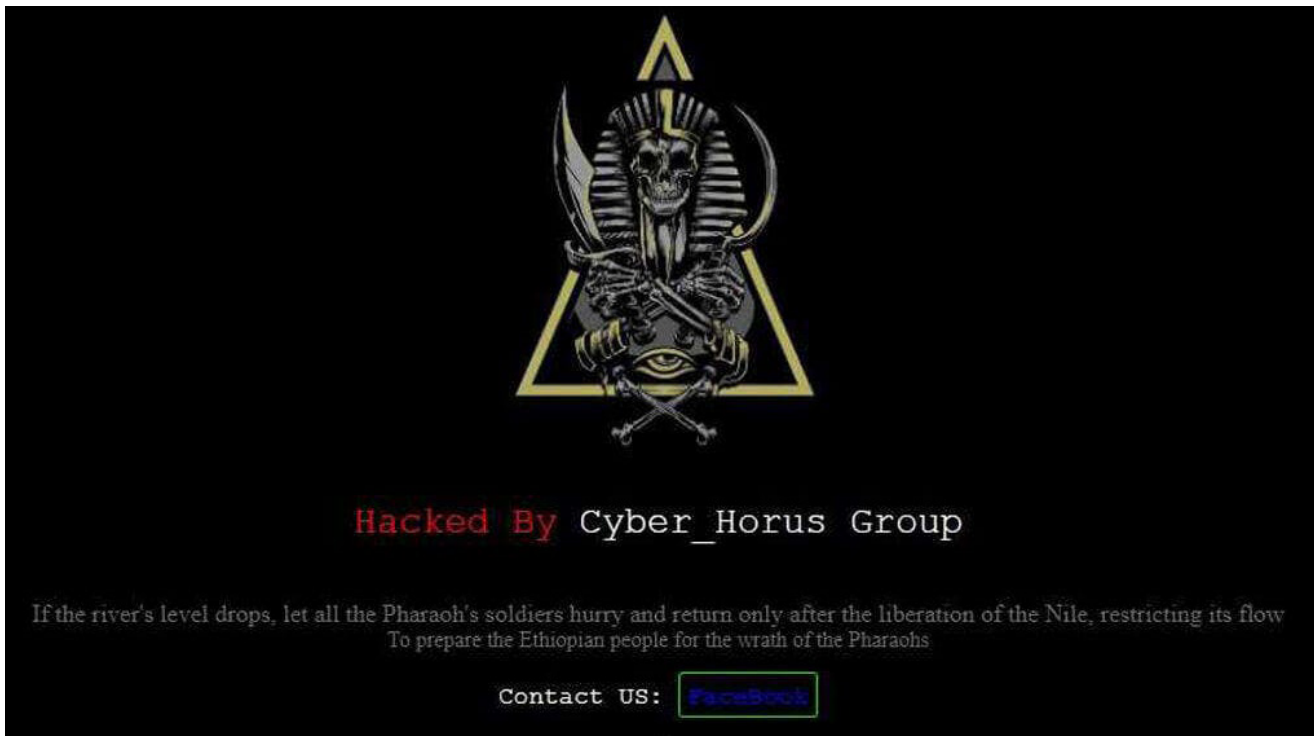 Hacked By Cyber_Horus Group
If the river's level drops, let all the Pharaoh's soldiers hurry and return only after the liberation of the Nile, restricting its flow
To prepare the Ethiopian people for the wrath of the Pharaohs
Contact US: FaceBook